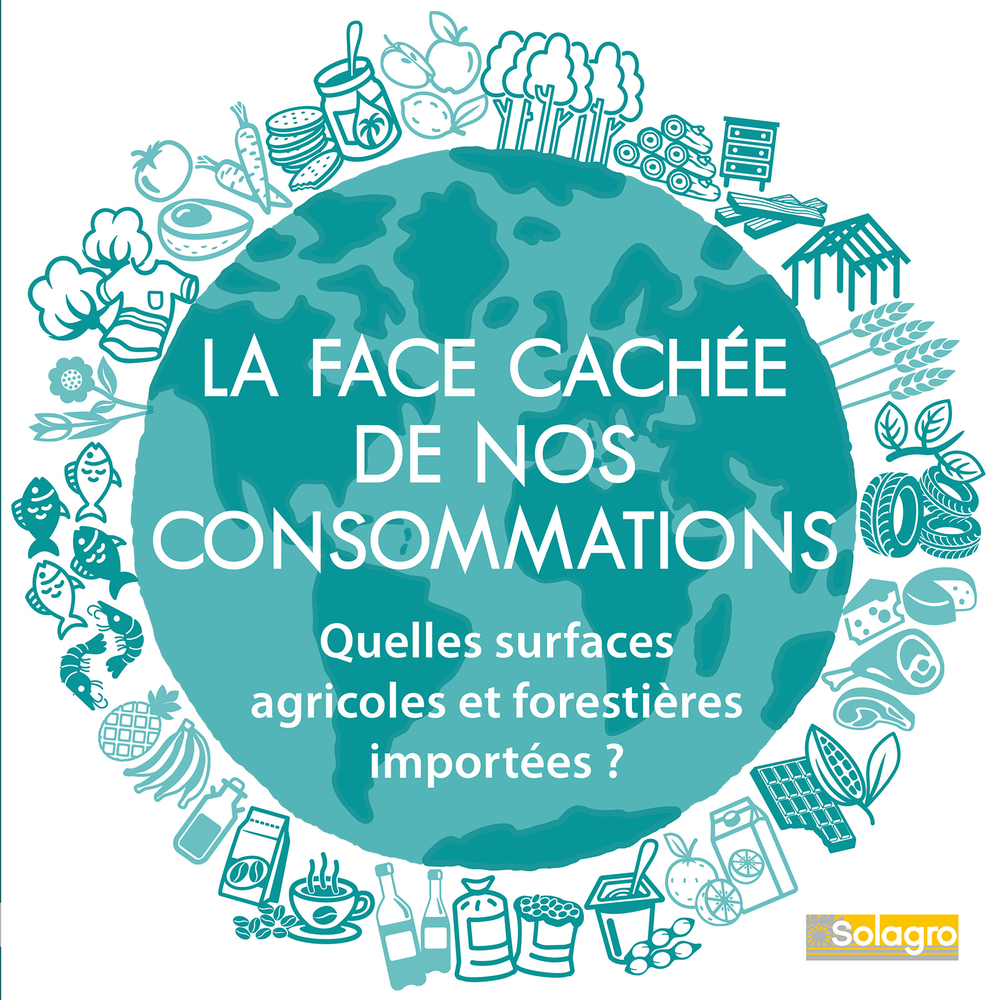 LA FACE CACHÉE
DE NOS
CONSOMMATIONS
Quelles surfaces
agricoles et forestières
importées ?
Solagro